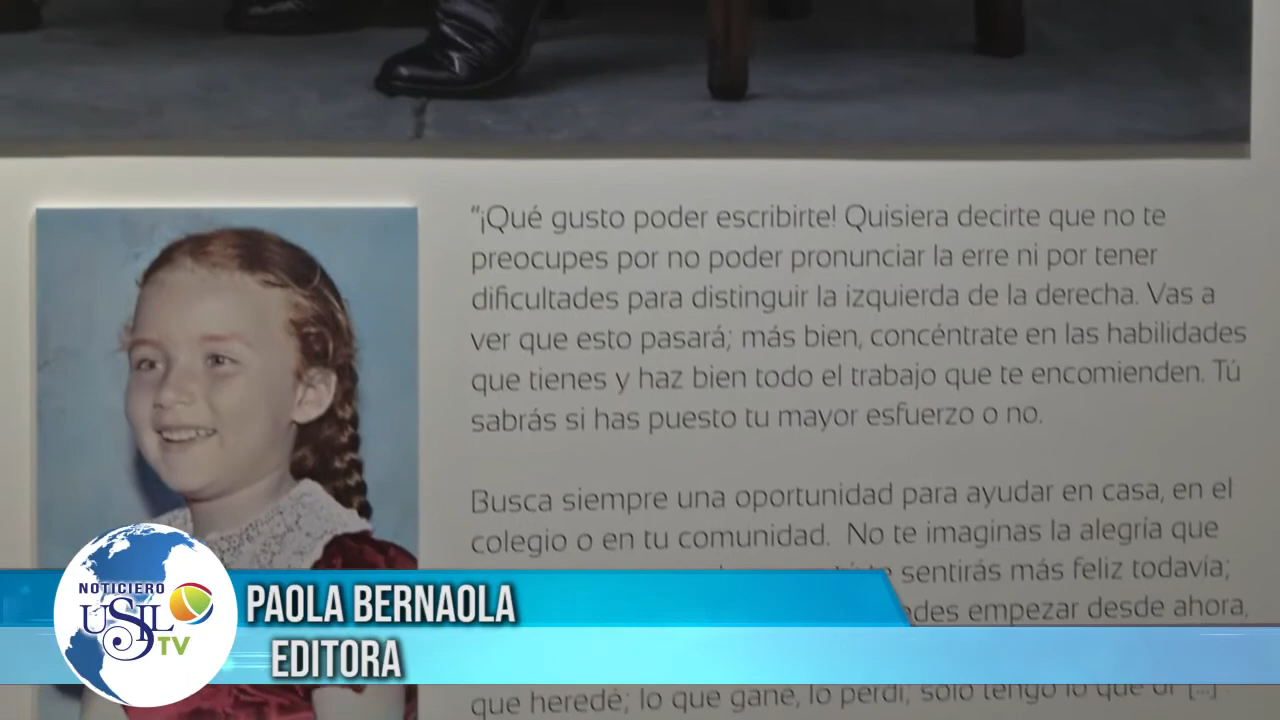 “¡Qué gusto poder escribirte! Quisiera decirte que no te
preocupes por no poder pronunciar la erre ni por tener
dificultades para distinguir la izquierda de la derecha. Vas a
ver que esto pasará; más bien, concéntrate en las habilidades
que tienes y haz bien todo el trabajo que te encomienden. Tú
sabrás si has puesto tu mayor esfuerzo o no.
Busca siempre una oportunidad para ayudar en casa, en el
colegio o en tu comunidad. No te imaginas la alegría que
sentirás más feliz todavía;
empezar desde ahora,
que heredé; lo que gané, lo perdí; solo tengo lo que di [...]
NOTICIERO
USIL
TV
PAOLA BERNAOLA
EDITORA